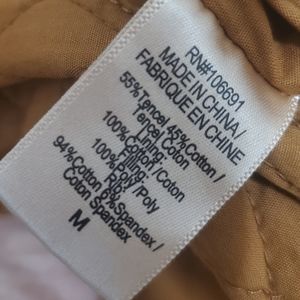 RN#106691
MADE IN CHINA/
FABRIQUE EN CHINE
55%Tencel 45%Cotton /
Tencel Coton
Lining:
100%Cotton /Coton
Filling:
100%Poly/Poly
Rib:
94%Cotton 6%Spandex/
Coton Spandex
M